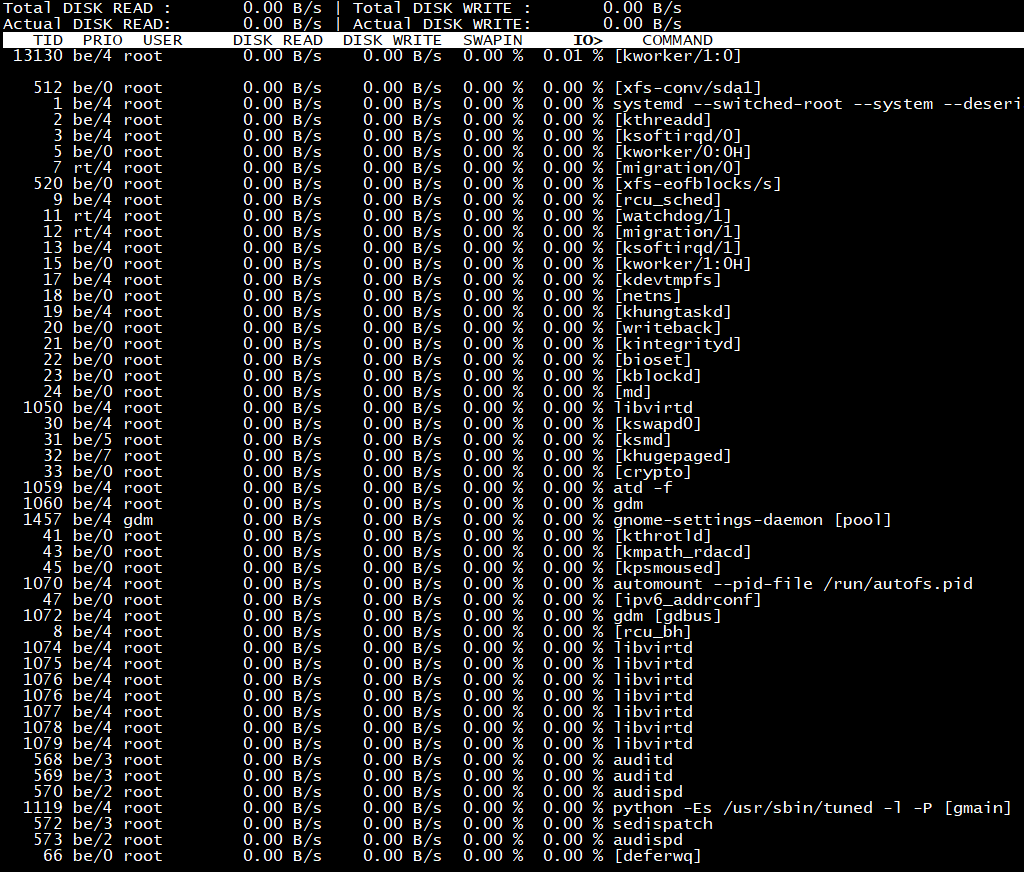 Total DISK READ :       0.00 B/s | Total DISK WRITE :       0.00 B/s
Actual DISK READ:       0.00 B/s | Actual DISK WRITE:       0.00 B/s
   TID  PRIO  USER     DISK READ  DISK WRITE  SWAPIN     IO>    COMMAND
 13130 be/4 root        0.00 B/s    0.00 B/s  0.00 %  0.01 % [kworker/1:0]
   512 be/0 root        0.00 B/s    0.00 B/s  0.00 %  0.00 % [xfs-conv/sda1]
     1 be/4 root        0.00 B/s    0.00 B/s  0.00 %  0.00 % systemd --switched-root --system --deseri
     2 be/4 root        0.00 B/s    0.00 B/s  0.00 %  0.00 % [kthreadd]
     3 be/4 root        0.00 B/s    0.00 B/s  0.00 %  0.00 % [ksoftirqd/0]
     5 be/0 root        0.00 B/s    0.00 B/s  0.00 %  0.00 % [kworker/0:0H]
     7 rt/4 root        0.00 B/s    0.00 B/s  0.00 %  0.00 % [migration/0]
   520 be/0 root        0.00 B/s    0.00 B/s  0.00 %  0.00 % [xfs-eofblocks/s]
     9 be/4 root        0.00 B/s    0.00 B/s  0.00 %  0.00 % [rcu_sched]
    11 rt/4 root        0.00 B/s    0.00 B/s  0.00 %  0.00 % [watchdog/1]
    12 rt/4 root        0.00 B/s    0.00 B/s  0.00 %  0.00 % [migration/1]
    13 be/4 root        0.00 B/s    0.00 B/s  0.00 %  0.00 % [ksoftirqd/1]
    15 be/0 root        0.00 B/s    0.00 B/s  0.00 %  0.00 % [kworker/1:0H]
    17 be/4 root        0.00 B/s    0.00 B/s  0.00 %  0.00 % [kdevtmpfs]
    18 be/0 root        0.00 B/s    0.00 B/s  0.00 %  0.00 % [netns]
    19 be/4 root        0.00 B/s    0.00 B/s  0.00 %  0.00 % [khungtaskd]
    20 be/0 root        0.00 B/s    0.00 B/s  0.00 %  0.00 % [writeback]
    21 be/0 root        0.00 B/s    0.00 B/s  0.00 %  0.00 % [kintegrityd]
    22 be/0 root        0.00 B/s    0.00 B/s  0.00 %  0.00 % [bioset]
    23 be/0 root        0.00 B/s    0.00 B/s  0.00 %  0.00 % [kblockd]
    24 be/0 root        0.00 B/s    0.00 B/s  0.00 %  0.00 % [md]
  1050 be/4 root        0.00 B/s    0.00 B/s  0.00 %  0.00 % libvirtd
    30 be/4 root        0.00 B/s    0.00 B/s  0.00 %  0.00 % [kswapd0]
    31 be/5 root        0.00 B/s    0.00 B/s  0.00 %  0.00 % [ksmd]
    32 be/7 root        0.00 B/s    0.00 B/s  0.00 %  0.00 % [khugepaged]
    33 be/0 root        0.00 B/s    0.00 B/s  0.00 %  0.00 % [crypto]
  1059 be/4 root        0.00 B/s    0.00 B/s  0.00 %  0.00 % atd -f
  1060 be/4 root        0.00 B/s    0.00 B/s  0.00 %  0.00 % gdm
  1457 be/4 gdm         0.00 B/s    0.00 B/s  0.00 %  0.00 % gnome-settings-daemon [pool]
    41 be/0 root        0.00 B/s    0.00 B/s  0.00 %  0.00 % [kthrotld]
    43 be/0 root        0.00 B/s    0.00 B/s  0.00 %  0.00 % [kmpath_rdacd]
    45 be/0 root        0.00 B/s    0.00 B/s  0.00 %  0.00 % [kpsmoused]
  1070 be/4 root        0.00 B/s    0.00 B/s  0.00 %  0.00 % automount --pid-file /run/autofs.pid
    47 be/0 root        0.00 B/s    0.00 B/s  0.00 %  0.00 % [ipv6_addrconf]
  1072 be/4 root        0.00 B/s    0.00 B/s  0.00 %  0.00 % gdm [gdbus]
     8 be/4 root        0.00 B/s    0.00 B/s  0.00 %  0.00 % [rcu_bh]
  1074 be/4 root        0.00 B/s    0.00 B/s  0.00 %  0.00 % libvirtd
  1075 be/4 root        0.00 B/s    0.00 B/s  0.00 %  0.00 % libvirtd
  1076 be/4 root        0.00 B/s    0.00 B/s  0.00 %  0.00 % libvirtd
  1076 be/4 root        0.00 B/s    0.00 B/s  0.00 %  0.00 % libvirtd
  1077 be/4 root        0.00 B/s    0.00 B/s  0.00 %  0.00 % libvirtd
  1078 be/4 root        0.00 B/s    0.00 B/s  0.00 %  0.00 % libvirtd
  1079 be/4 root        0.00 B/s    0.00 B/s  0.00 %  0.00 % libvirtd
   568 be/3 root        0.00 B/s    0.00 B/s  0.00 %  0.00 % auditd
   569 be/3 root        0.00 B/s    0.00 B/s  0.00 %  0.00 % auditd
   570 be/2 root        0.00 B/s    0.00 B/s  0.00 %  0.00 % audispd
  1119 be/4 root        0.00 B/s    0.00 B/s  0.00 %  0.00 % python -Es /usr/sbin/tuned -l -P [gmain]
   572 be/3 root        0.00 B/s    0.00 B/s  0.00 %  0.00 % sedispatch
   573 be/2 root        0.00 B/s    0.00 B/s  0.00 %  0.00 % audispd
    66 be/0 root        0.00 B/s    0.00 B/s  0.00 %  0.00 % [deferwq]